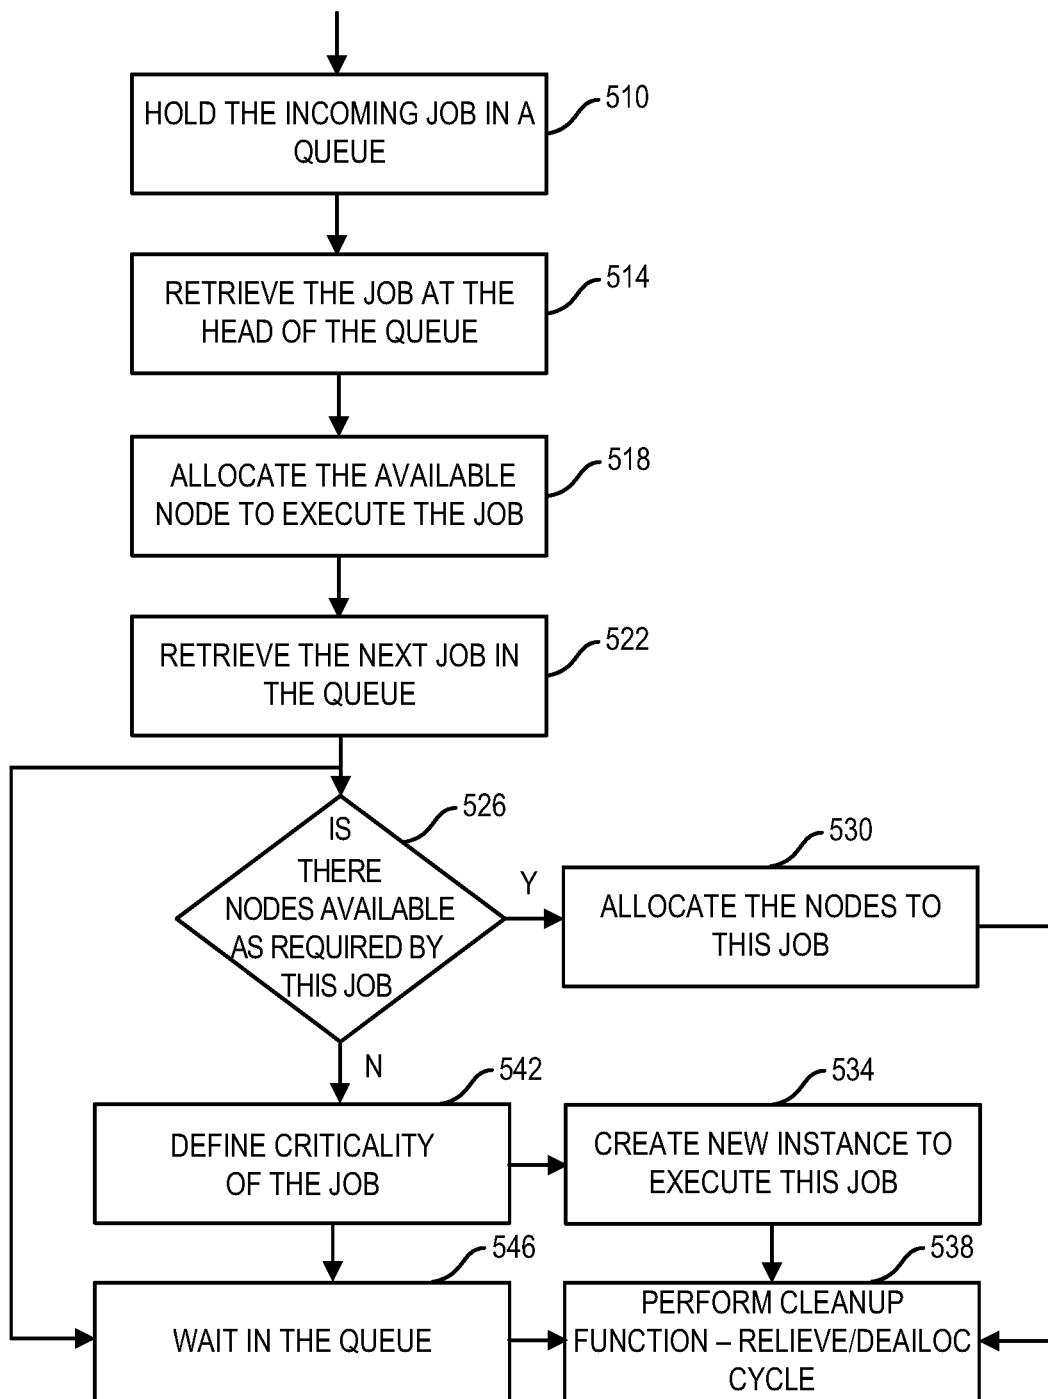 HOLD THE INCOMING JOB IN A
QUEUE
510
RETRIEVE THE JOB AT THE
HEAD OF THE QUEUE
514
ALLOCATE THE AVAILABLE
NODE TO EXECUTE THE JOB
518
RETRIEVE THE NEXT JOB IN
THE QUEUE
522
IS
THERE
NODES AVAILABLE
AS REQUIRED BY
THIS JOB
526
Y
ALLOCATE THE NODES TO
THIS JOB
530
N
DEFINE CRITICALITY
OF THE JOB
542
CREATE NEW INSTANCE TO
EXECUTE THIS JOB
534
WAIT IN THE QUEUE
546
PERFORM CLEANUP
FUNCTION – RELIEVE/DEAILOC
CYCLE
538